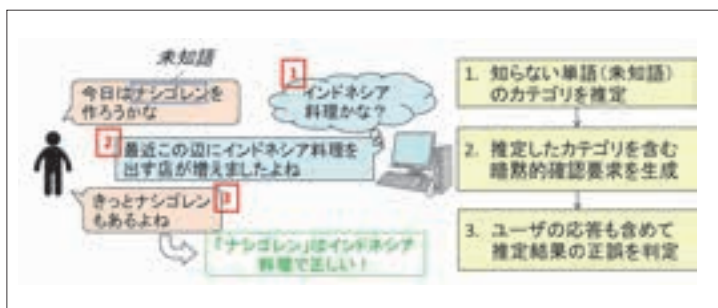 未知語
今日はナシゴレンを
作ろうかな
1
インドネシア
料理かな？
2
最近この辺にインドネシア料理を
出す店が増えましたよね
きっとナシゴレン
もあるよね
3
「ナシゴレン」はインドネシア
料理で正しい！
1. 知らない単語（未知語）
のカテゴリを推定
2. 推定したカテゴリを含む
暗黙的確認要求を生成
3. ユーザの応答も含めて
推定結果の正誤を判定